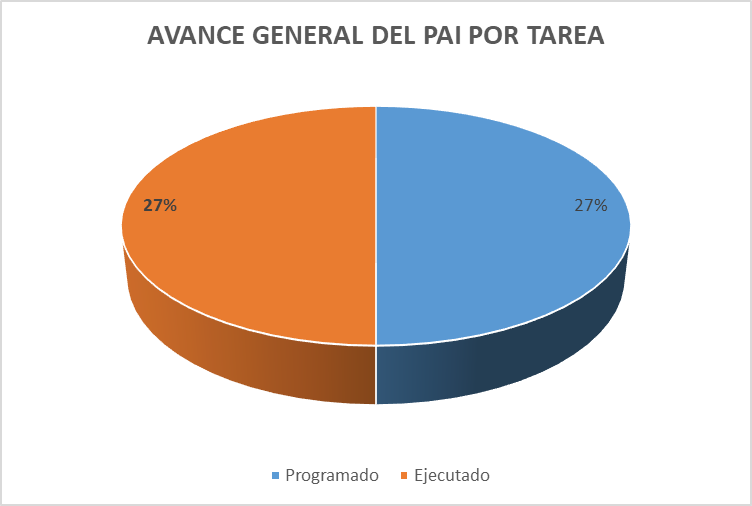 AVANCE GENERAL DEL PAI POR TAREA
27%
27%
Programado
Ejecutado